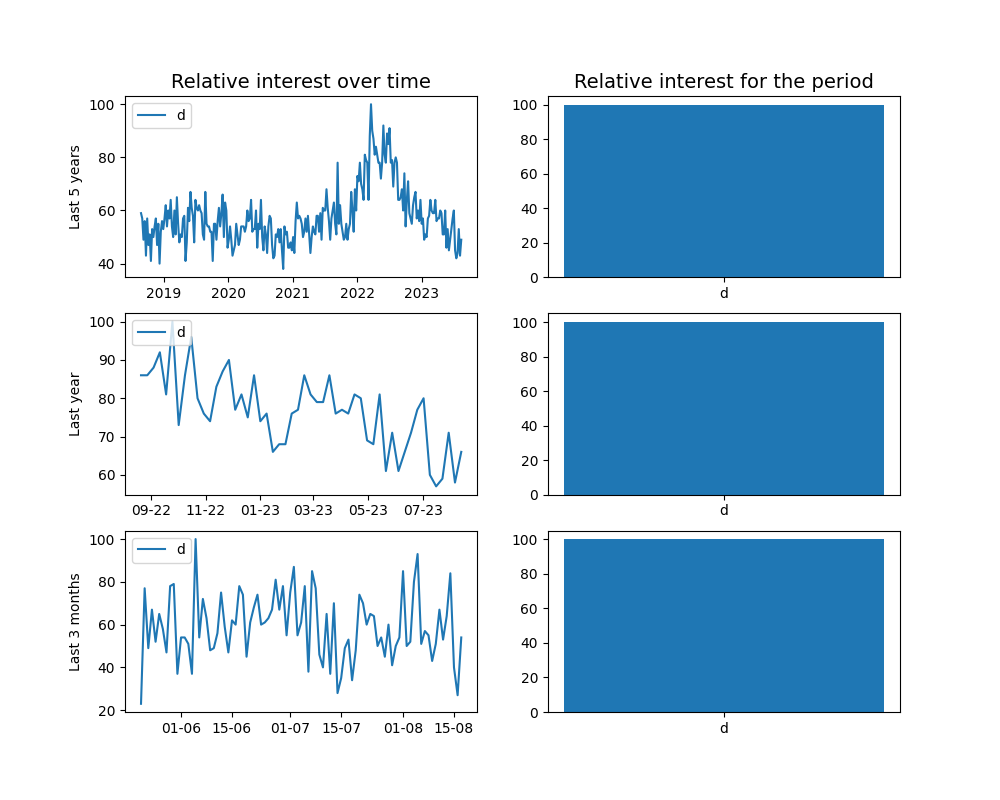 Relative interest over time
Relative interest for the period
Last 5 years
100
80
60
40
d
2019 2020 2021 2022 2023
100
80
60
40
20
0
d
Last year
100
90
80
70
60
d
09-22 11-22 01-23 03-23 05-23 07-23
100
80
60
40
20
0
d
Last 3 months
100
80
60
40
20
d
01-06 15-06 01-07 15-07 01-08 15-08
100
80
60
40
20
0
d